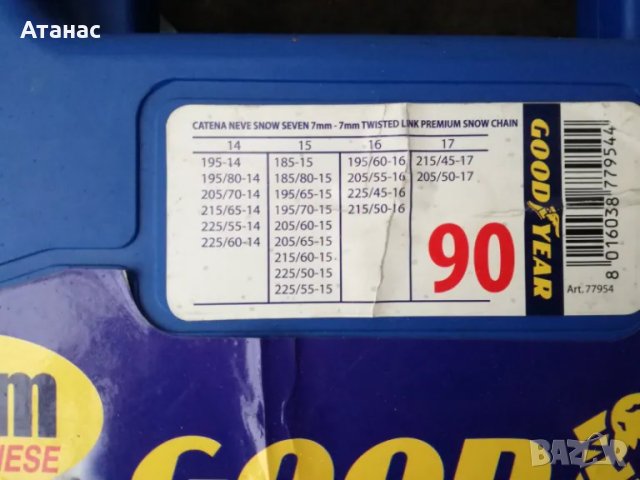 Атанас
CATENA NEVE SNOW SEVEN 7mm - 7mm TWISTED LINK PREMIUM SNOW CHAIN
14 15 16 17
195-14 185-15 195/60-16 215/45-17
195/80-14 185/80-15 205/55-16 205/50-17
205/70-14 195/65-15 225/45-16
215/65-14 195/70-15 215/50-16
225/55-14 205/60-15
225/60-14 205/65-15
215/60-15
225/50-15
225/55-15
90
GOODYEAR
8 016038 779544
Art. 77954
m
NESE
GOOD
BAZAR